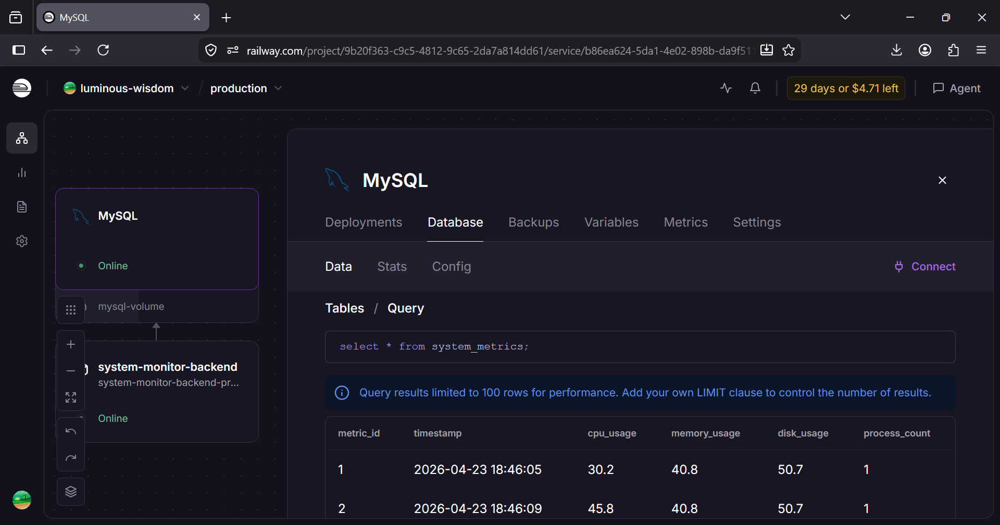 MySQL
railway.com/project/9b20f363-c9c5-4812-9c65-2da7a814dd61/service/b86ea624-5da1-4e02-898b-da9f511
luminous-wisdom / production
29 days or $4.71 left
Agent
MySQL
Online
mysql-volume
system-monitor-backend
system-monitor-backend-pr...
Online
MySQL
Deployments Database Backups Variables Metrics Settings
Data Stats Config Connect
Tables / Query
select * from system_metrics;
Query results limited to 100 rows for performance. Add your own LIMIT clause to control the number of results.
metric_id timestamp cpu_usage memory_usage disk_usage process_count
1 2026-04-23 18:46:05 30.2 40.8 50.7 1
2 2026-04-23 18:46:09 45.8 40.8 50.7 1